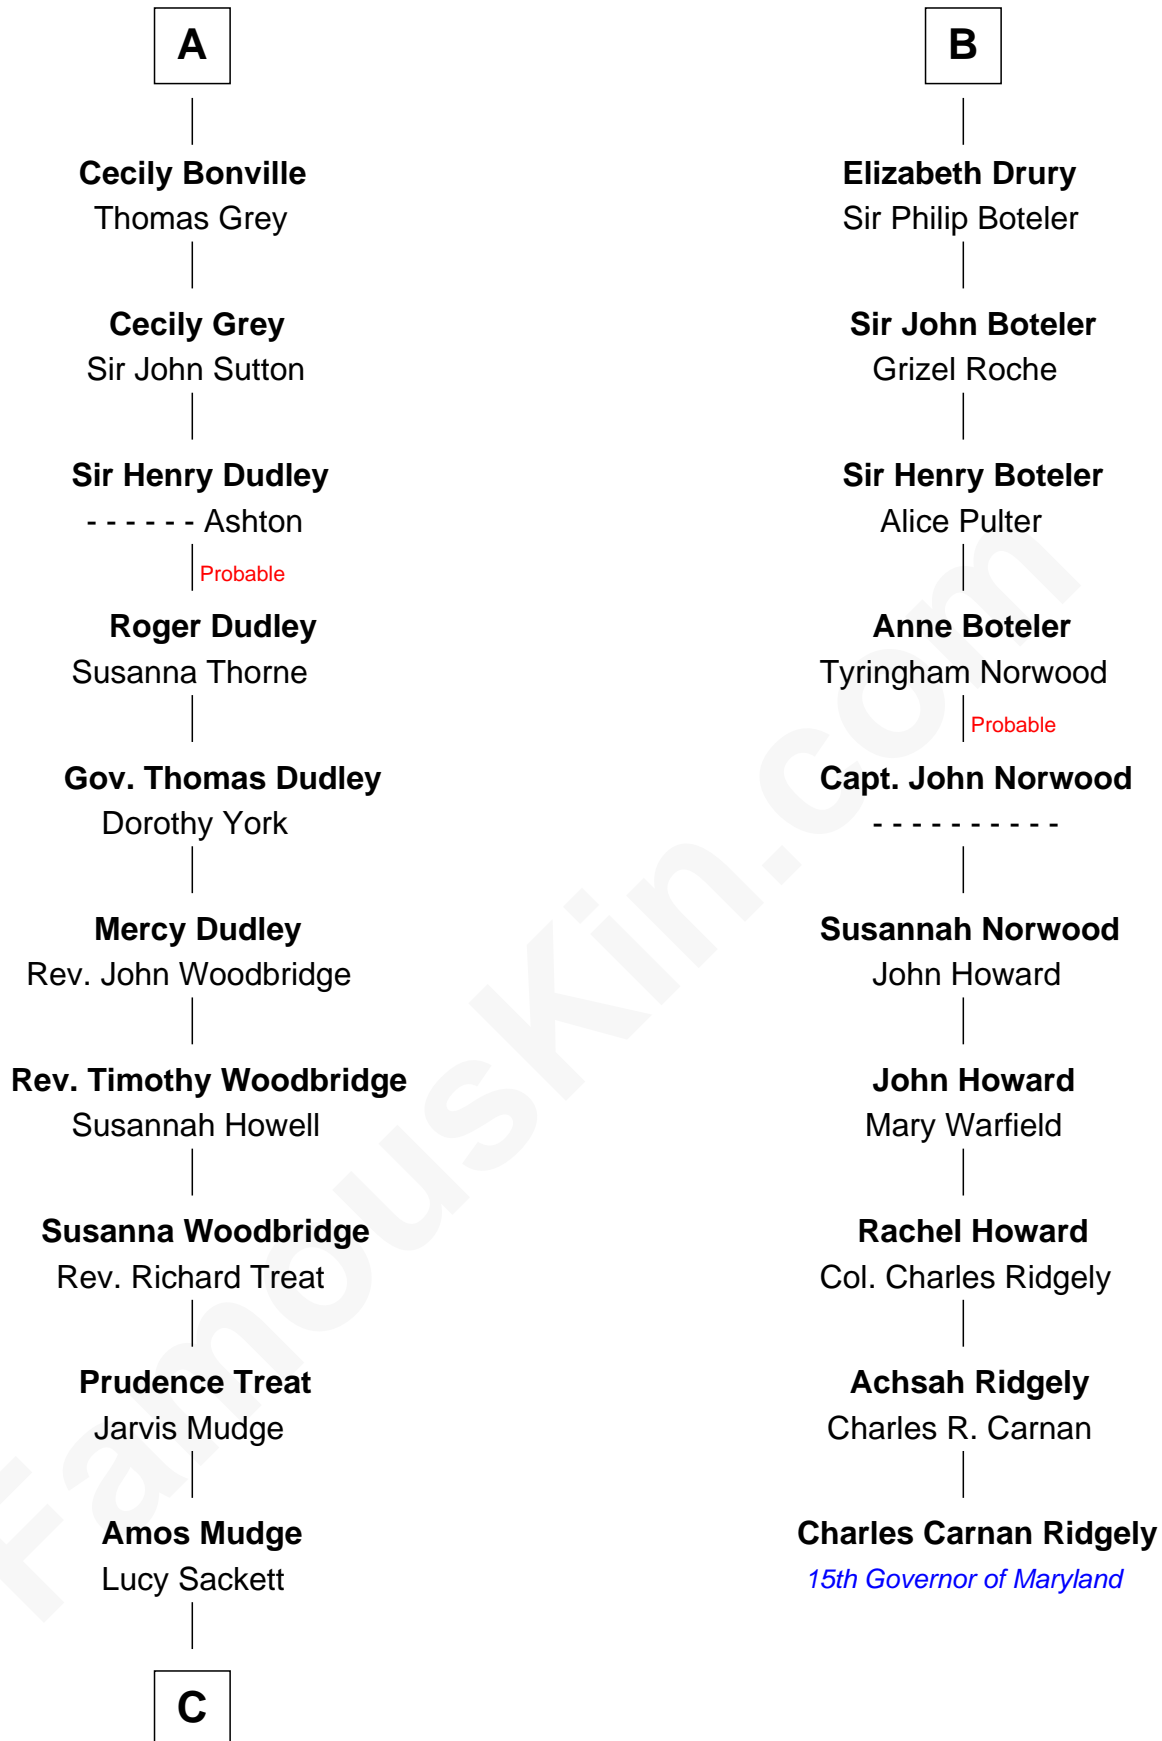 A
Cecily Bonville
Thomas Grey
Cecily Grey
Sir John Sutton
Sir Henry Dudley
- - - - - - Ashton
Probable
Roger Dudley
Susanna Thorne
Gov. Thomas Dudley
Dorothy York
Mercy Dudley
Rev. John Woodbridge
Rev. Timothy Woodbridge
Susannah Howell
Susanna Woodbridge
Rev. Richard Treat
Prudence Treat
Jarvis Mudge
Amos Mudge
Lucy Sackett
C
B
Elizabeth Drury
Sir Philip Boteler
Sir John Boteler
Grizel Roche
Sir Henry Boteler
Alice Pulter
Anne Boteler
Tyringham Norwood
Probable
Capt. John Norwood
- - - - - - - - - -
Susannah Norwood
John Howard
John Howard
Mary Warfield
Rachel Howard
Col. Charles Ridgely
Achsah Ridgely
Charles R. Carnan
Charles Carnan Ridgely
15th Governor of Maryland
FamousKin.com